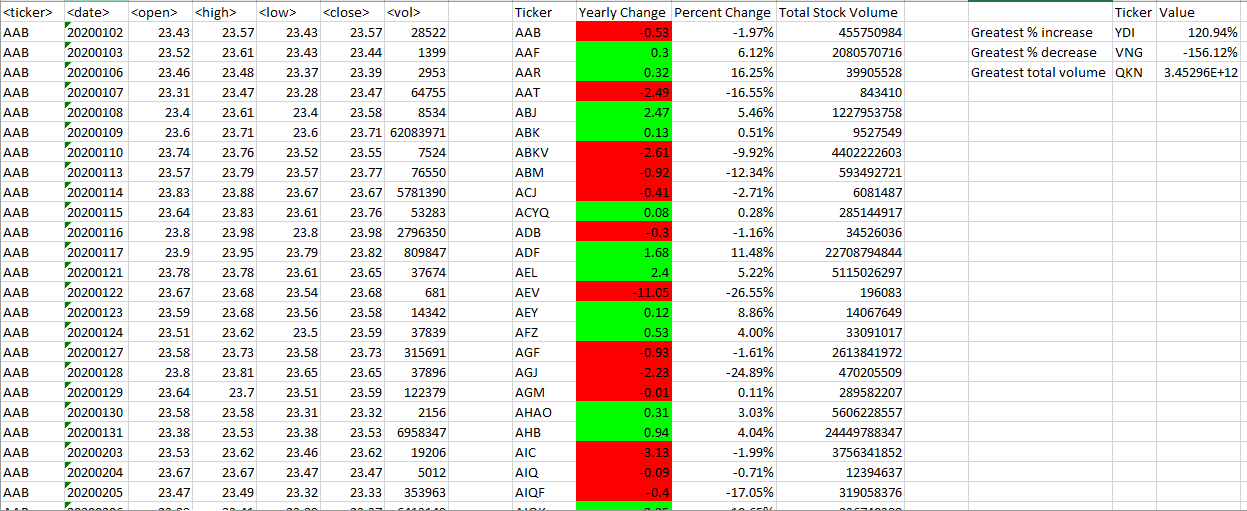 <ticker> <date> <open> <high> <low> <close> <vol> Ticker Yearly Change Percent Change Total Stock Volume Ticker Value
AAB 20200102 23.43 23.57 23.43 23.57 28522 AAB -0.53 -1.97% 455750984 Greatest % increase YDI 120.94%
AAB 20200103 23.52 23.61 23.43 23.44 1399 AAF 0.3 6.12% 2080570716 Greatest % decrease VNG -156.12%
AAB 20200106 23.46 23.48 23.37 23.39 2953 AAR 0.32 16.25% 39905528 Greatest total volume QKN 3.45296E+12
AAB 20200107 23.31 23.47 23.28 23.47 64755 AAT -2.49 -16.55% 843410
AAB 20200108 23.4 23.61 23.4 23.58 8534 ABJ 2.47 5.46% 1227953758
AAB 20200109 23.6 23.71 23.6 23.71 62083971 ABK 0.13 0.51% 9527549
AAB 20200110 23.74 23.76 23.52 23.55 7524 ABKV -2.61 -9.92% 4402222603
AAB 20200113 23.57 23.79 23.57 23.77 76550 ABM -0.92 -12.34% 593492721
AAB 20200114 23.83 23.88 23.67 23.67 5781390 ACJ -0.41 -2.71% 6081487
AAB 20200115 23.64 23.83 23.61 23.76 53283 ACYQ 0.08 0.28% 285144917
AAB 20200116 23.8 23.98 23.8 23.98 2796350 ADB -0.3 -1.16% 34526036
AAB 20200117 23.9 23.95 23.79 23.82 809847 ADF 1.68 11.48% 22708794844
AAB 20200121 23.78 23.78 23.61 23.65 37674 AEL 2.4 5.22% 5115026297
AAB 20200122 23.67 23.68 23.54 23.68 681 AEV -11.05 -26.55% 196083
AAB 20200123 23.59 23.68 23.56 23.58 14342 AEY 0.12 8.86% 14067649
AAB 20200124 23.51 23.62 23.5 23.59 37839 AFZ 0.53 4.00% 33091017
AAB 20200127 23.58 23.73 23.58 23.73 315691 AGF -0.93 -1.61% 2613841972
AAB 20200128 23.8 23.81 23.65 23.65 37896 AGJ -2.23 -24.89% 470205509
AAB 20200129 23.64 23.7 23.51 23.59 122379 AGM -0.01 0.11% 289582207
AAB 20200130 23.58 23.58 23.31 23.32 2156 AHAO 0.31 3.03% 5606228557
AAB 20200131 23.38 23.53 23.38 23.53 6958347 AHB 0.94 4.04% 24449788347
AAB 20200203 23.53 23.62 23.46 23.62 19206 AIC -3.13 -1.99% 3756341852
AAB 20200204 23.67 23.67 23.47 23.47 5012 AIQ -0.09 -0.71% 12394637
AAB 20200205 23.47 23.49 23.32 23.33 353963 AIQF -0.4 -17.05% 319058376